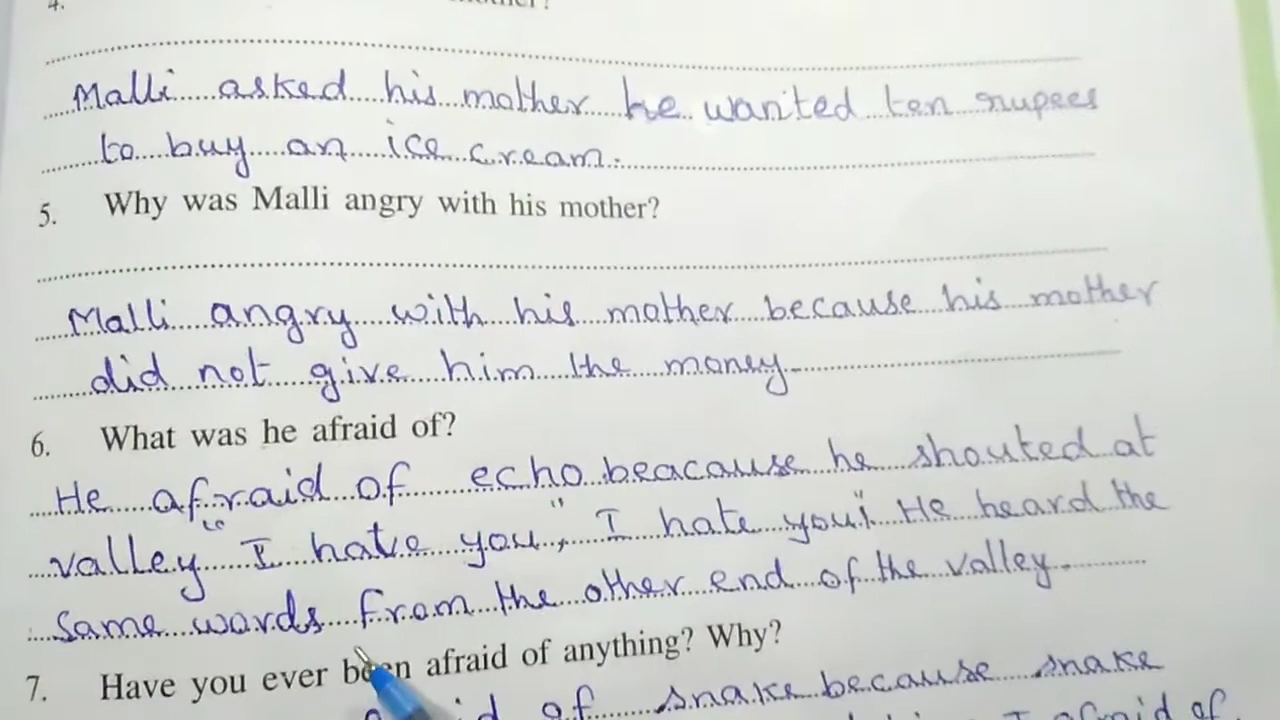 4.
Malli asked his mother he wanted ten rupees
to buy an ice cream.
5. Why was Malli angry with his mother?
Malli angry with his mother because his mother
did not give him the money.
6. What was he afraid of?
He afraid of echo beacause he shouted at
valley "I hate you", I hate you". He heard the
same words from the other end of the valley.
7. Have you ever been afraid of anything? Why?
of snake because snake
I afraid of